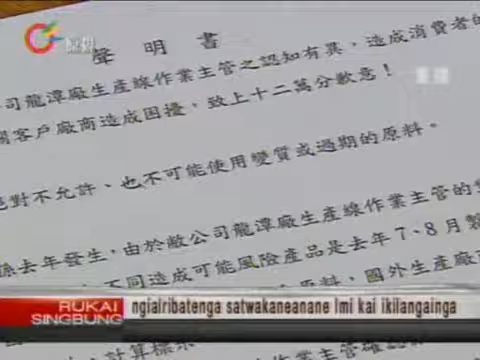 原視
聲明書
公司龍潭廠生產線作業主管之認知有異,造成消費者的
關客戶廠商造成困擾,致上十二萬分歉意!
絕對不允許、也不可能使用變質或過期的原料。
係去年發生,由於敝公司龍潭廠生產線作業主管的
不同造成可能風險產品是去年7、8月製
原料,國外生產廠
RUKAI
SINGBUNG
ngiairibatenga satwakaneanane lmi kai ikilangainga